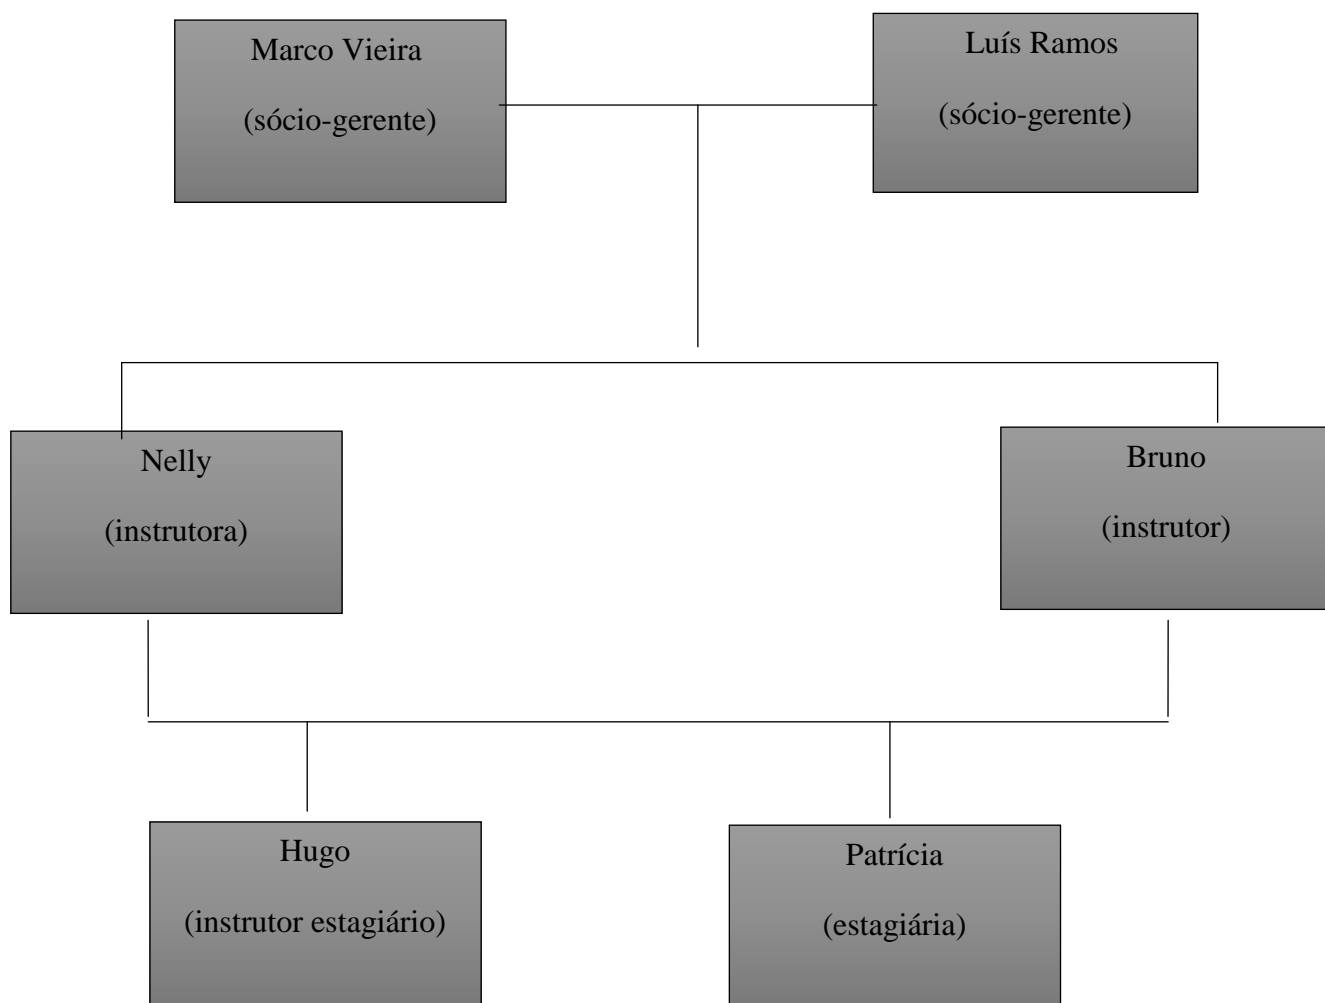 Marco Vieira
(sócio-gerente)
Luís Ramos
(sócio-gerente)
Nelly
(instrutora)
Bruno
(instrutor)
Hugo
(instrutor estagiário)
Patrícia
(estagiária)